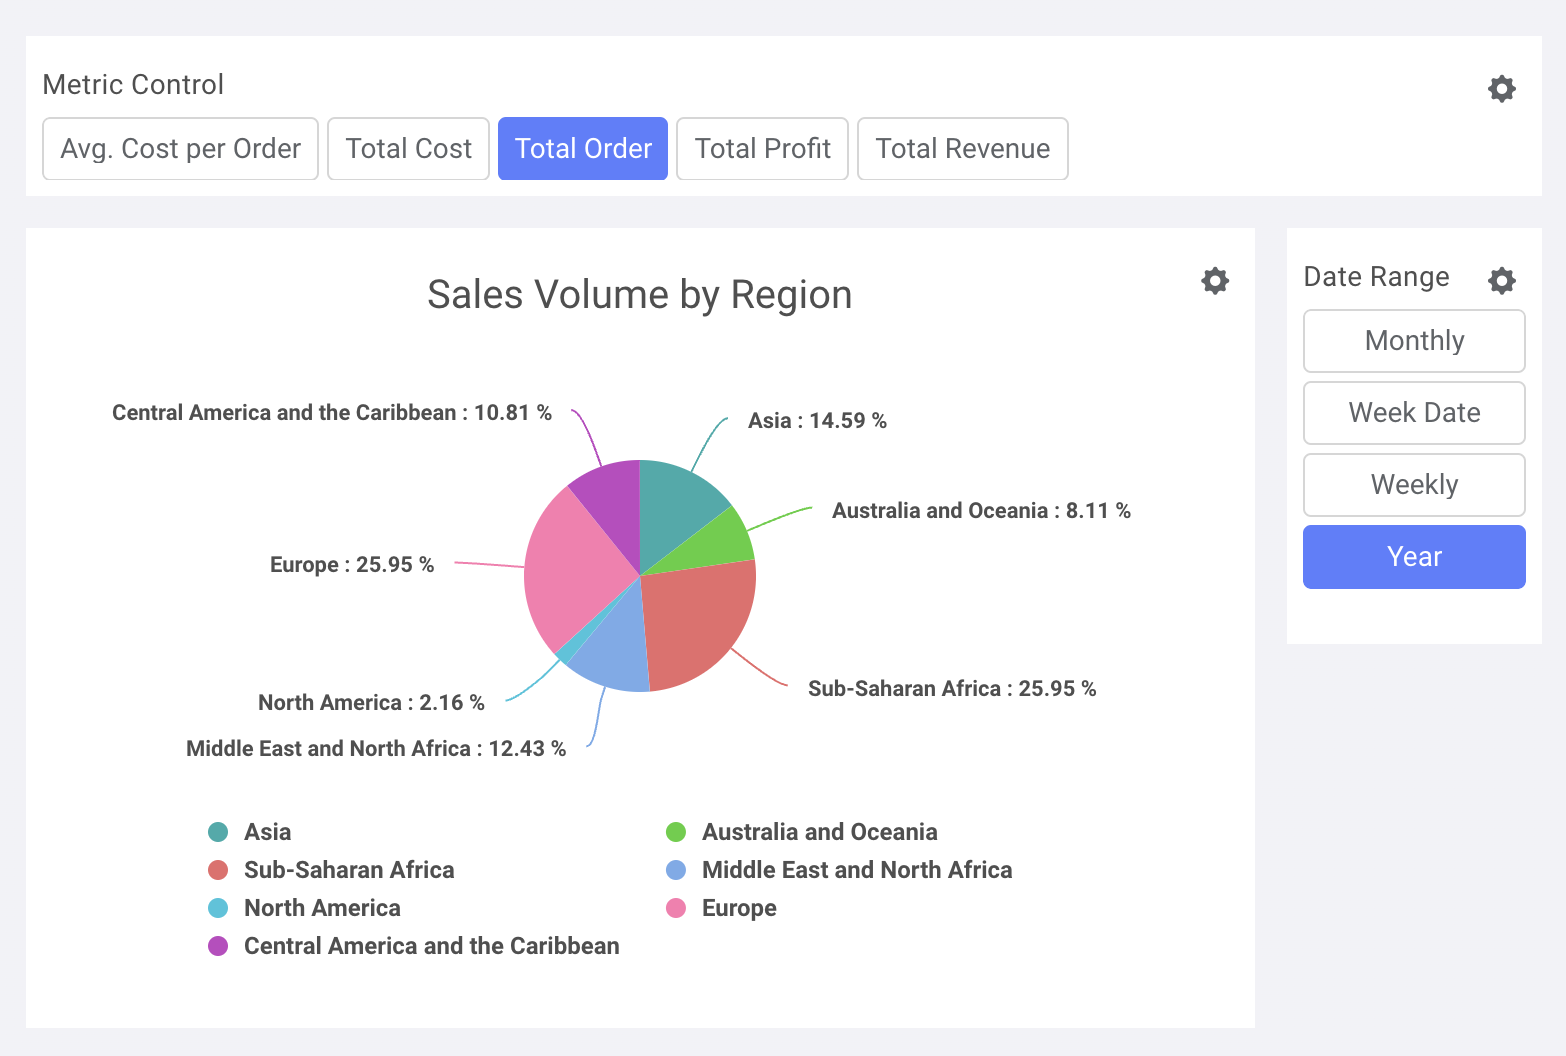 Metric Control
Avg. Cost per Order Total Cost Total Order Total Profit Total Revenue
Sales Volume by Region
Central America and the Caribbean : 10.81 %
Asia : 14.59 %
Australia and Oceania : 8.11 %
Europe : 25.95 %
Sub-Saharan Africa : 25.95 %
North America : 2.16 %
Middle East and North Africa : 12.43 %
Asia Australia and Oceania
Sub-Saharan Africa Middle East and North Africa
North America Europe
Central America and the Caribbean
Date Range
Monthly
Week Date
Weekly
Year